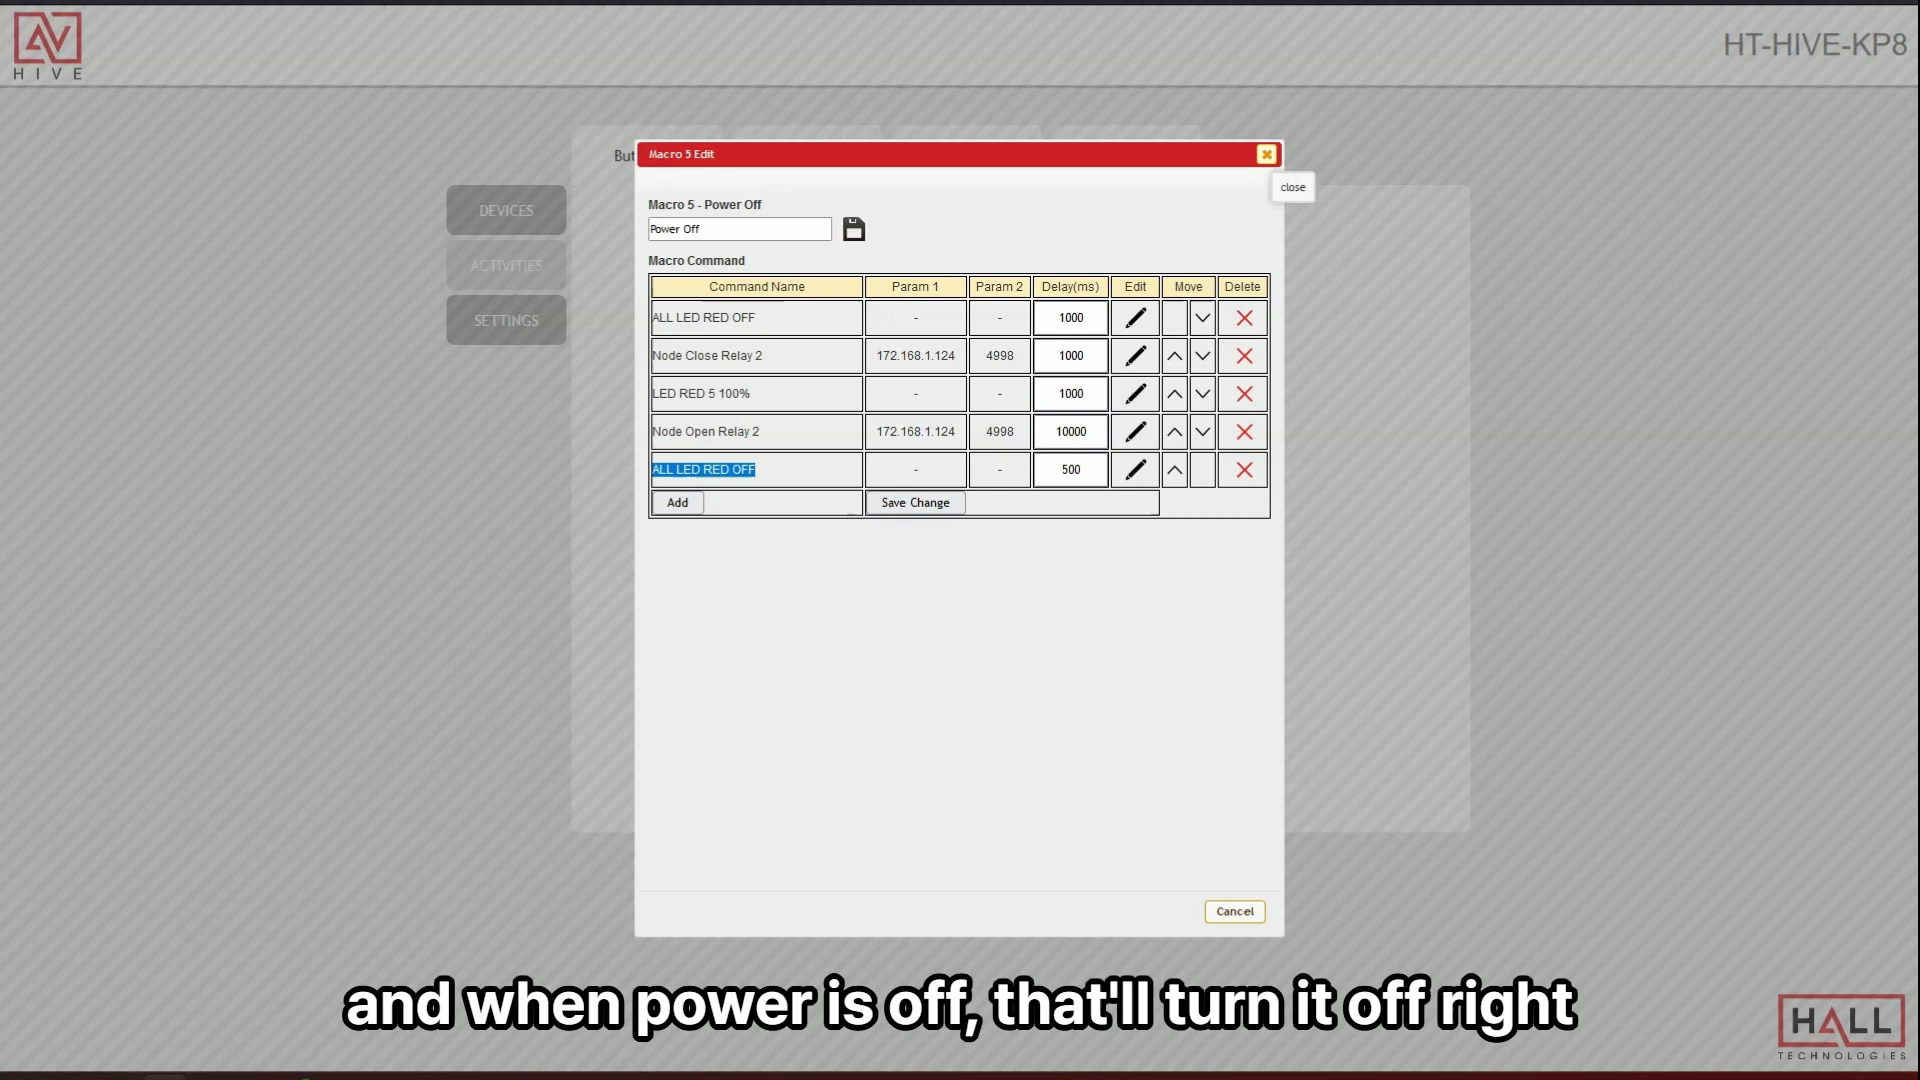 AV
HIVE
HT-HIVE-KP8
But
Macro 5 Edit
close
DEVICES
ACTIVITIES
SETTINGS
Macro 5 - Power Off
Power Off
Macro Command
Command Name Param 1 Param 2 Delay(ms) Edit Move Delete
ALL LED RED OFF - - 1000
Node Close Relay 2 172.168.1.124 4998 1000
LED RED 5 100% - - 1000
Node Open Relay 2 172.168.1.124 4998 10000
ALL LED RED OFF - - 500
Add Save Change
Cancel
and when power is off, that'll turn it off right
HALL
TECHNOLOGIES